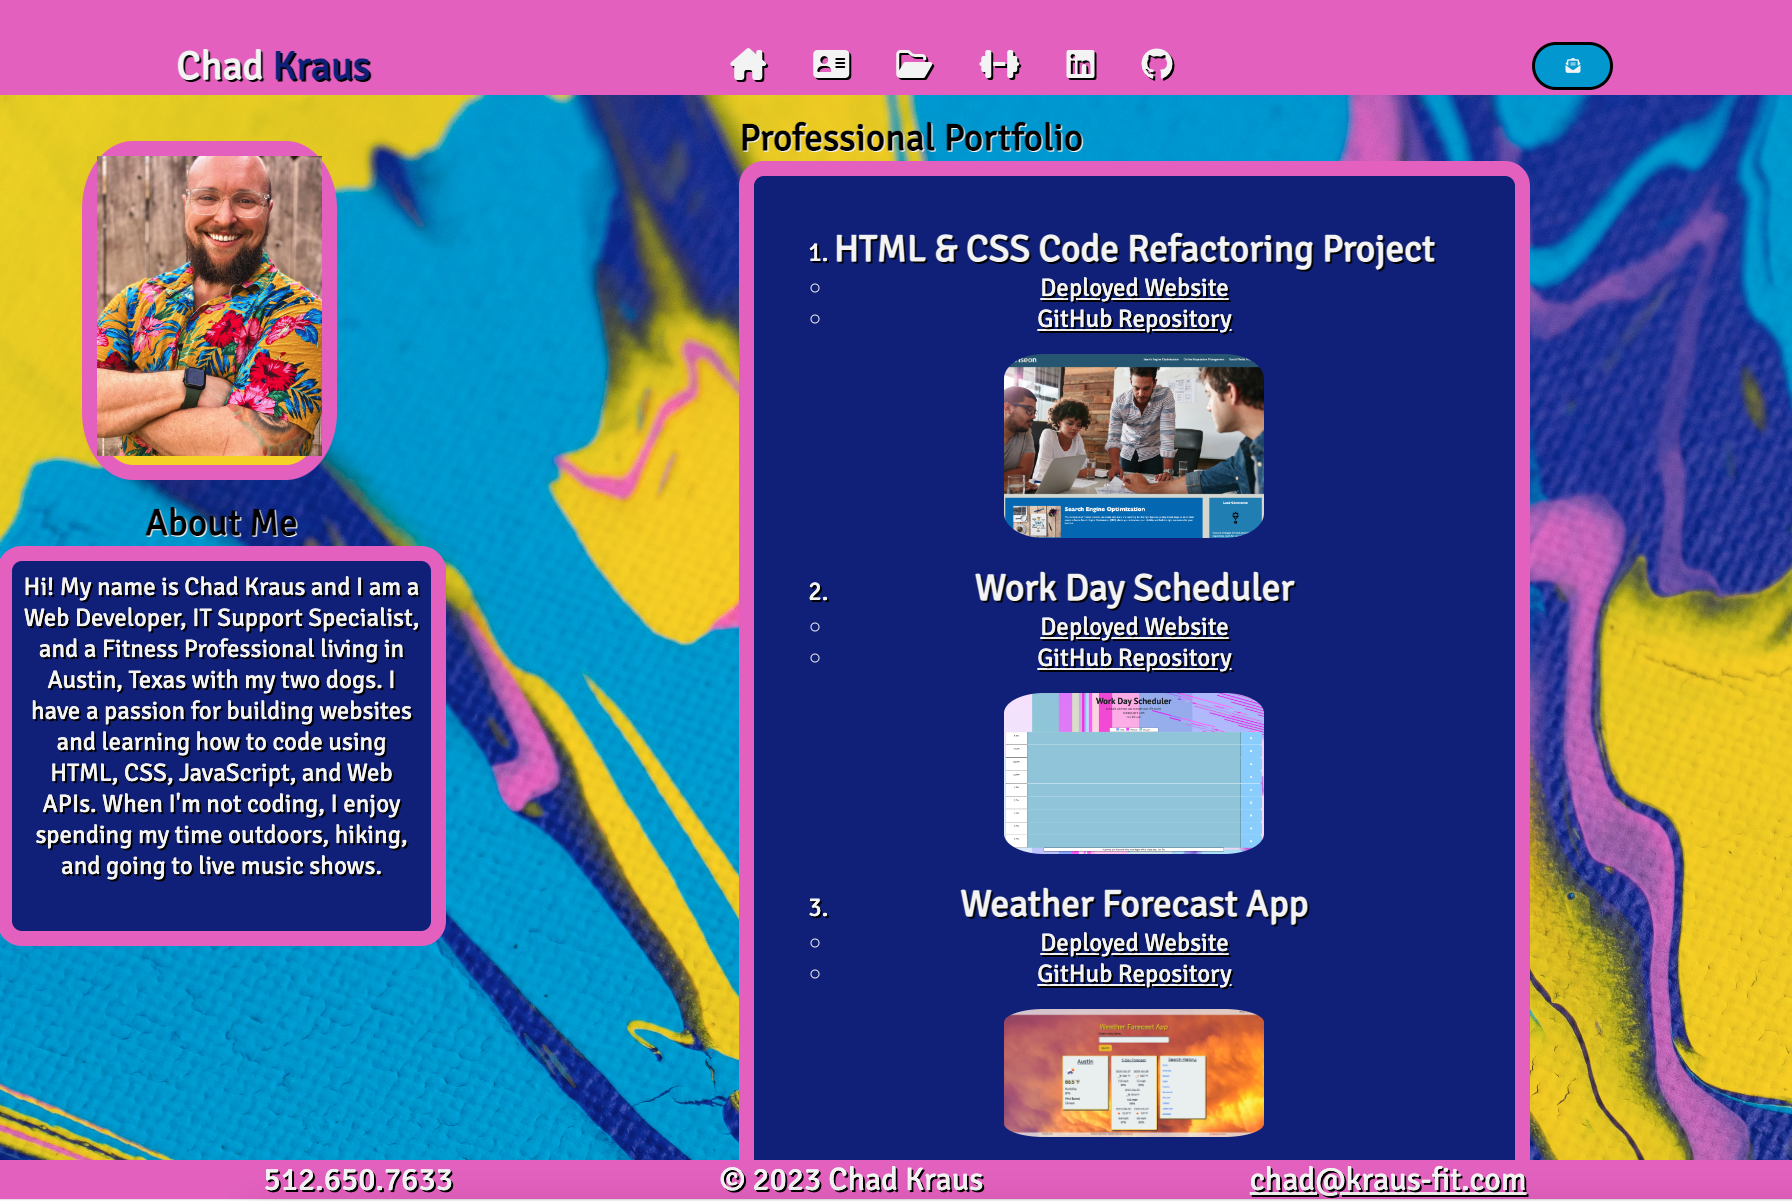 Chad Kraus
Professional Portfolio
1. HTML & CSS Code Refactoring Project
Deployed Website
GitHub Repository
Search Engine Optimization
About Me
Hi! My name is Chad Kraus and I am a
Web Developer, IT Support Specialist,
and a Fitness Professional living in
Austin, Texas with my two dogs. I
have a passion for building websites
and learning how to code using
HTML, CSS, JavaScript, and Web
APIs. When I'm not coding, I enjoy
spending my time outdoors, hiking,
and going to live music shows.
2. Work Day Scheduler
Deployed Website
GitHub Repository
Work Day Scheduler
3. Weather Forecast App
Deployed Website
GitHub Repository
Weather Forecast App
Austin
5 Day Forecast
Search History
512.650.7633
© 2023 Chad Kraus
chad@kraus-fit.com